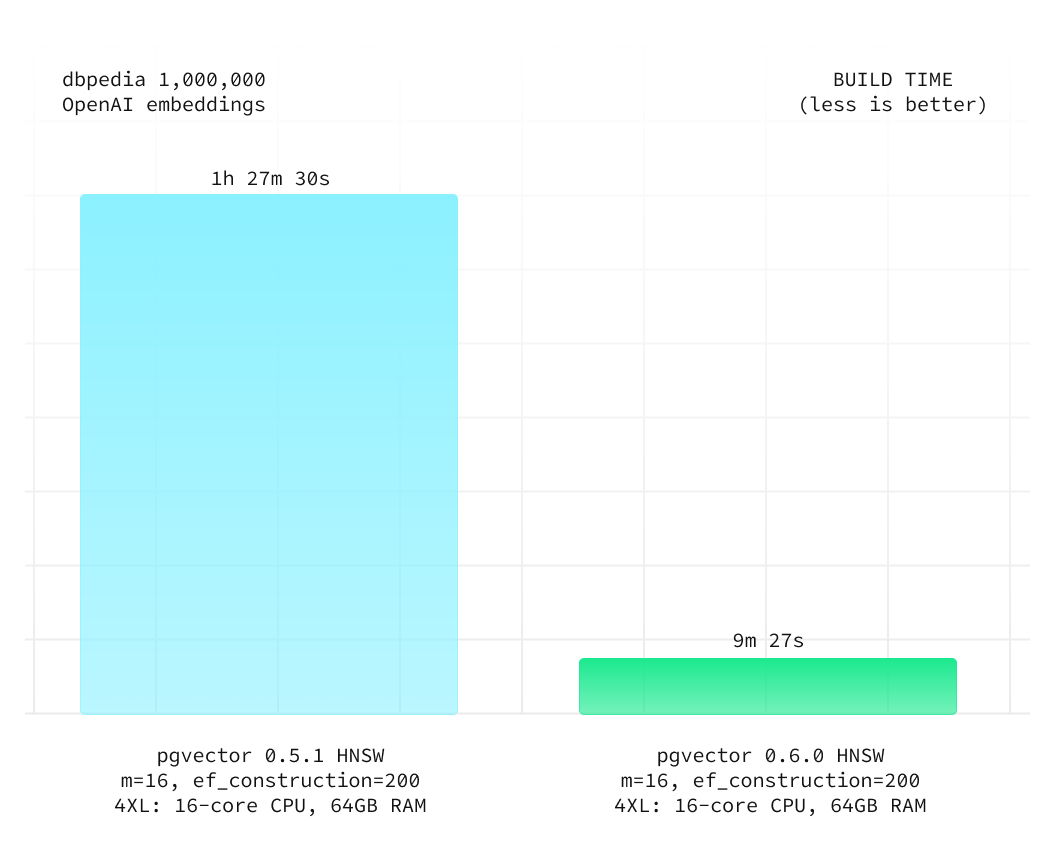 dbpedia 1,000,000
OpenAI embeddings
BUILD TIME
(less is better)
1h 27m 30s
9m 27s
pgvector 0.5.1 HNSW
m=16, ef_construction=200
4XL: 16-core CPU, 64GB RAM
pgvector 0.6.0 HNSW
m=16, ef_construction=200
4XL: 16-core CPU, 64GB RAM